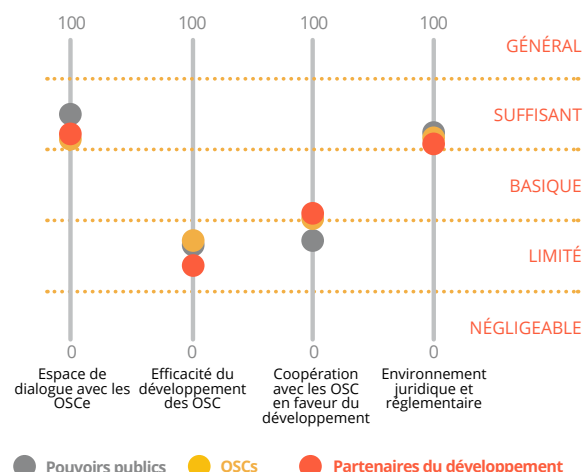 100 100 100 100
GÉNÉRAL
SUFFISANT
BASIQUE
LIMITÉ
NÉGLIGEABLE
0 0 0 0
Espace de
dialogue avec les
OSCe
Efficacité du
développement
des OSC
Coopération
avec les OSC
en faveur du
développement
Environnement
juridique et
réglementaire
Pouvoirs publics OSCs Partenaires du développement